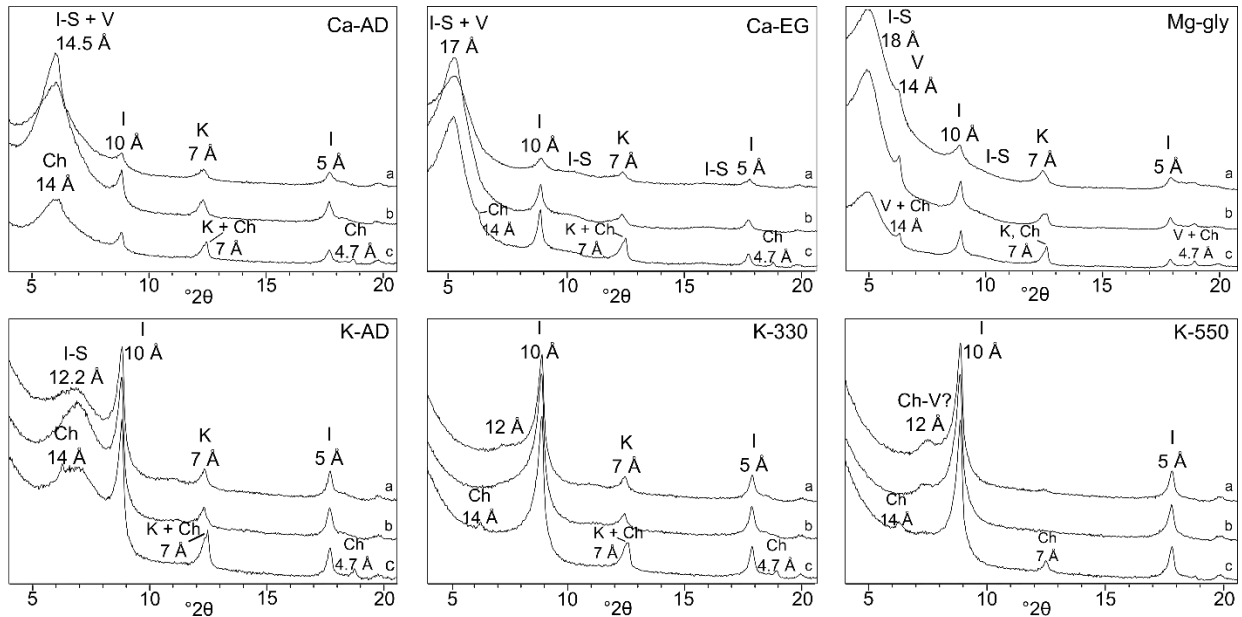 Ca-AD
I-S + V
14.5 Å
I
10 Å
K
7 Å
I
5 Å
Ch
14 Å
K + Ch
7 Å
Ch
4.7 Å
a
b
c
5 10 15 20
°2θ
Ca-EG
I-S + V
17 Å
I
10 Å
I-S
K
7 Å
I-S
I
5 Å
Ch
14 Å
K + Ch
7 Å
Ch
4.7 Å
a
b
c
5 10 15 20
°2θ
Mg-gly
I-S
18 Å
V
14 Å
I
10 Å
I-S
K
7 Å
I
5 Å
V + Ch
14 Å
K, Ch
7 Å
V + Ch
4.7 Å
a
b
c
5 10 15 20
°2θ
K-AD
I
10 Å
I-S
12.2 Å
Ch
14 Å
K
7 Å
I
5 Å
K + Ch
7 Å
Ch
4.7 Å
a
b
c
5 10 15 20
°2θ
K-330
I
10 Å
12 Å
K
7 Å
I
5 Å
Ch
14 Å
K + Ch
7 Å
Ch
4.7 Å
a
b
c
5 10 15 20
°2θ
K-550
I
10 Å
Ch-V?
12 Å
I
5 Å
Ch
14 Å
Ch
7 Å
a
b
c
5 10 15 20
°2θ